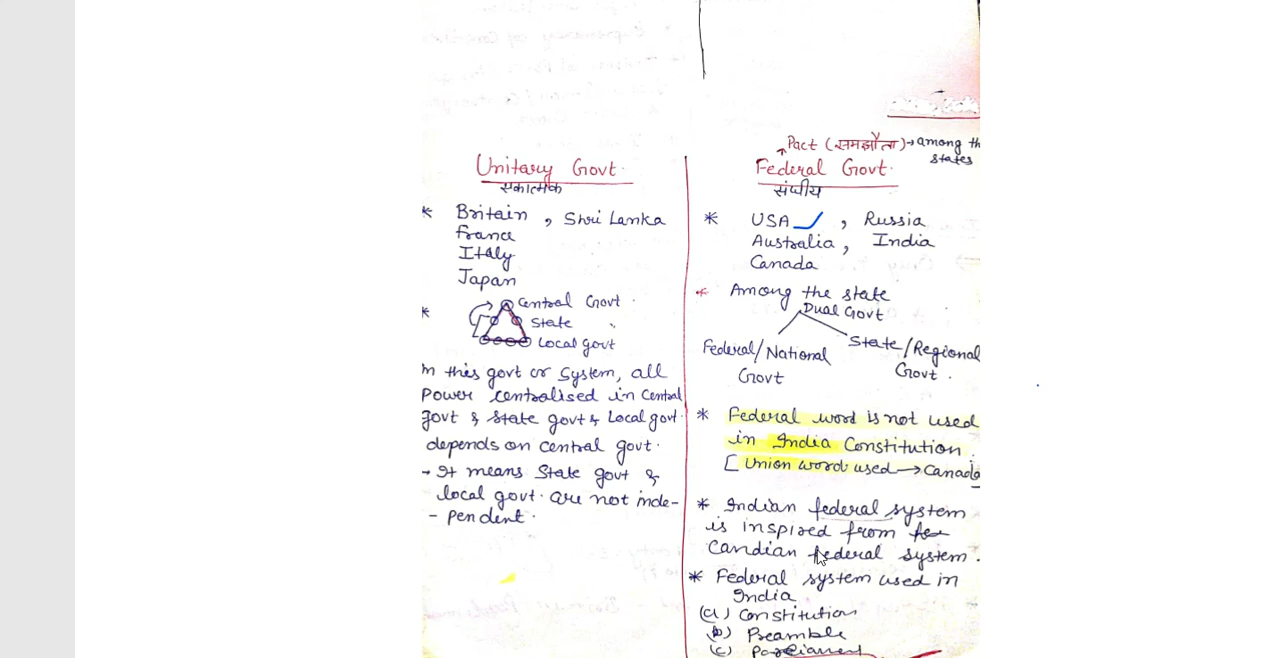 Unitary Govt.
एकात्मक
* Britain, Shri Lanka
France
Italy
Japan
* Central Govt.
State
Local govt
In this govt or System, all
Power centralised in Central
govt & State govt & Local govt.
depends on central govt.
→ It means State govt &
local govt. are not inde-
- pendent.
Pact (समझौता) → among th
states
Federal Govt.
संघीय
* USA, Russia
Australia, India
Canada
* Among the state
Dual Govt
Federal/National
Govt
State/Regional
Govt.
* Federal word is not used
in India Constitution.
[Union word used → Canada
* Indian federal system
is inspired from
Candian federal system.
* Federal system used in
India
(a) Constitution
(b) Preamble
(c) Parliament